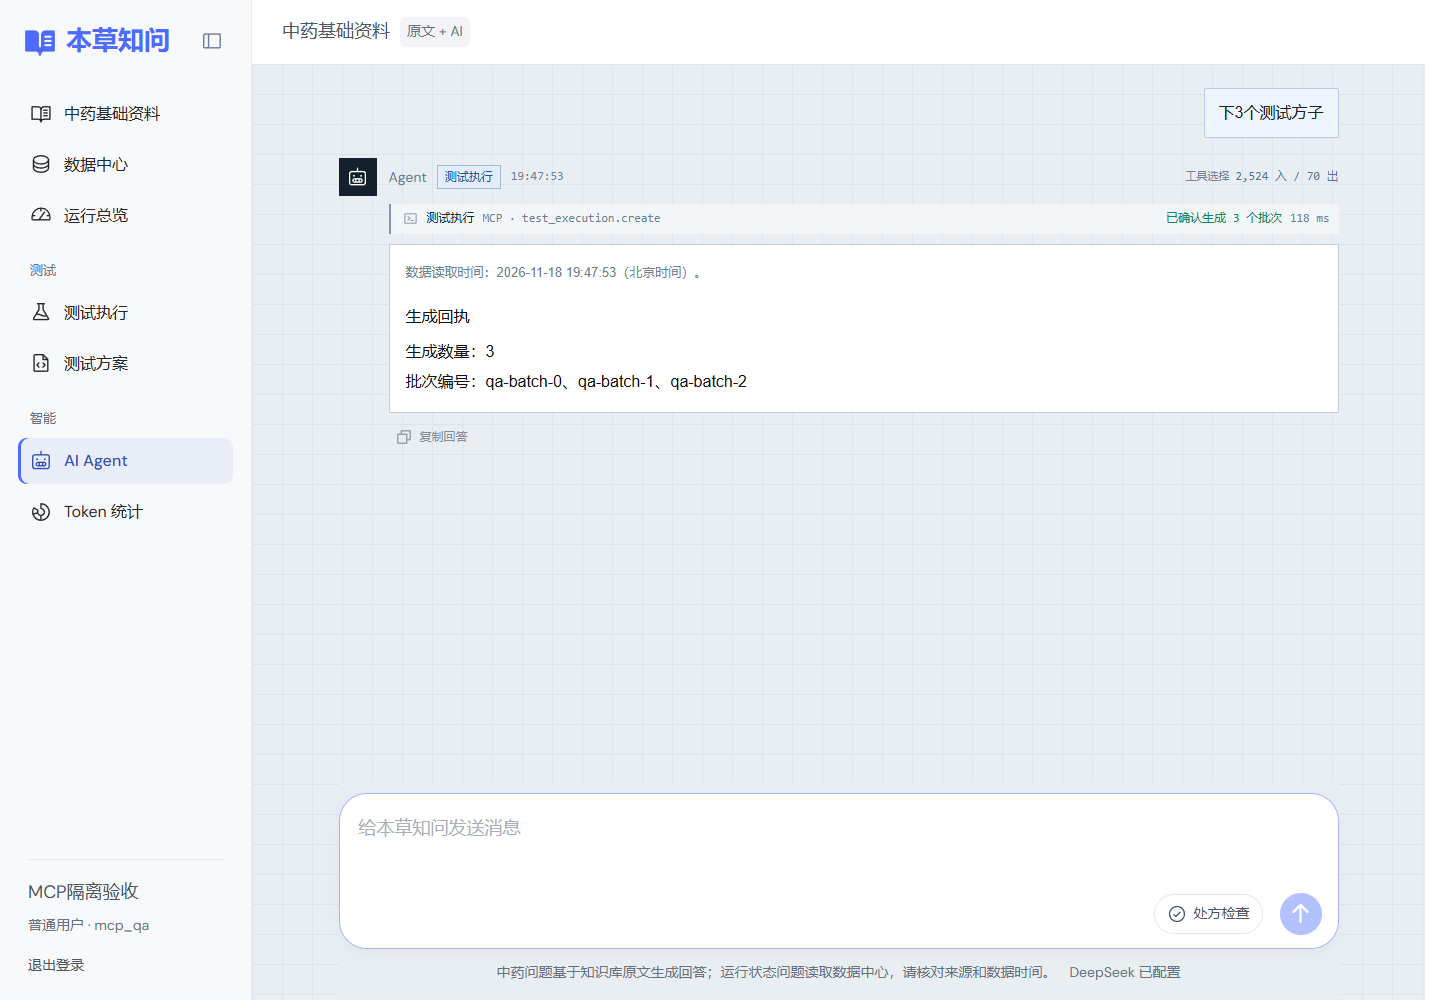 本草知问
中药基础资料
数据中心
运行总览
测试
测试执行
测试方案
智能
AI Agent
Token 统计
MCP隔离验收
普通用户 · mcp_qa
退出登录
中药基础资料 原文 + AI
下3个测试方子
Agent 测试执行 19:47:53 工具选择 2,524 入 / 70 出
测试执行 MCP · test_execution.create 已确认生成 3 个批次 118 ms
数据读取时间：2026-11-18 19:47:53（北京时间）。
生成回执
生成数量：3
批次编号：qa-batch-0、qa-batch-1、qa-batch-2
复制回答
给本草知问发送消息
处方检查
中药问题基于知识库原文生成回答；运行状态问题读取数据中心，请核对来源和数据时间。 DeepSeek 已配置